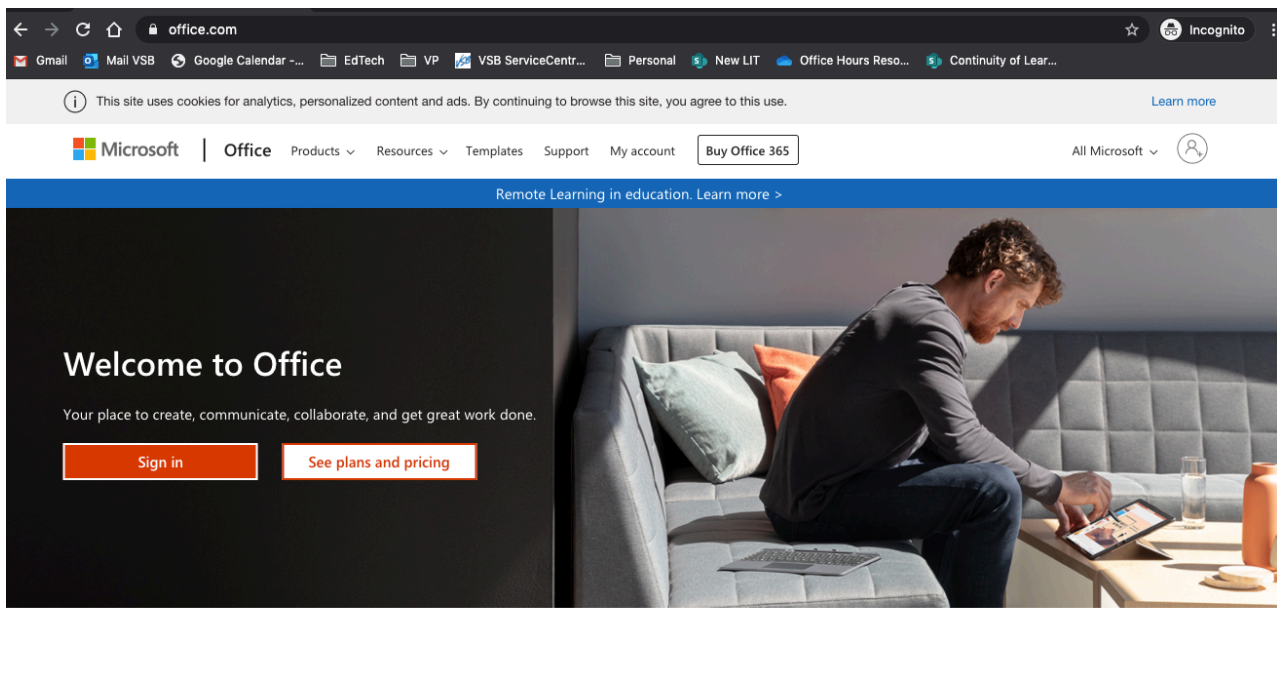 office.com
Incognito
Gmail Mail VSB Google Calendar -... EdTech VP VSB ServiceCentr... Personal New LIT Office Hours Reso... Continuity of Lear...
This site uses cookies for analytics, personalized content and ads. By continuing to browse this site, you agree to this use. Learn more
Microsoft | Office Products Resources Templates Support My account Buy Office 365 All Microsoft
Remote Learning in education. Learn more >
Welcome to Office
Your place to create, communicate, collaborate, and get great work done.
Sign in See plans and pricing